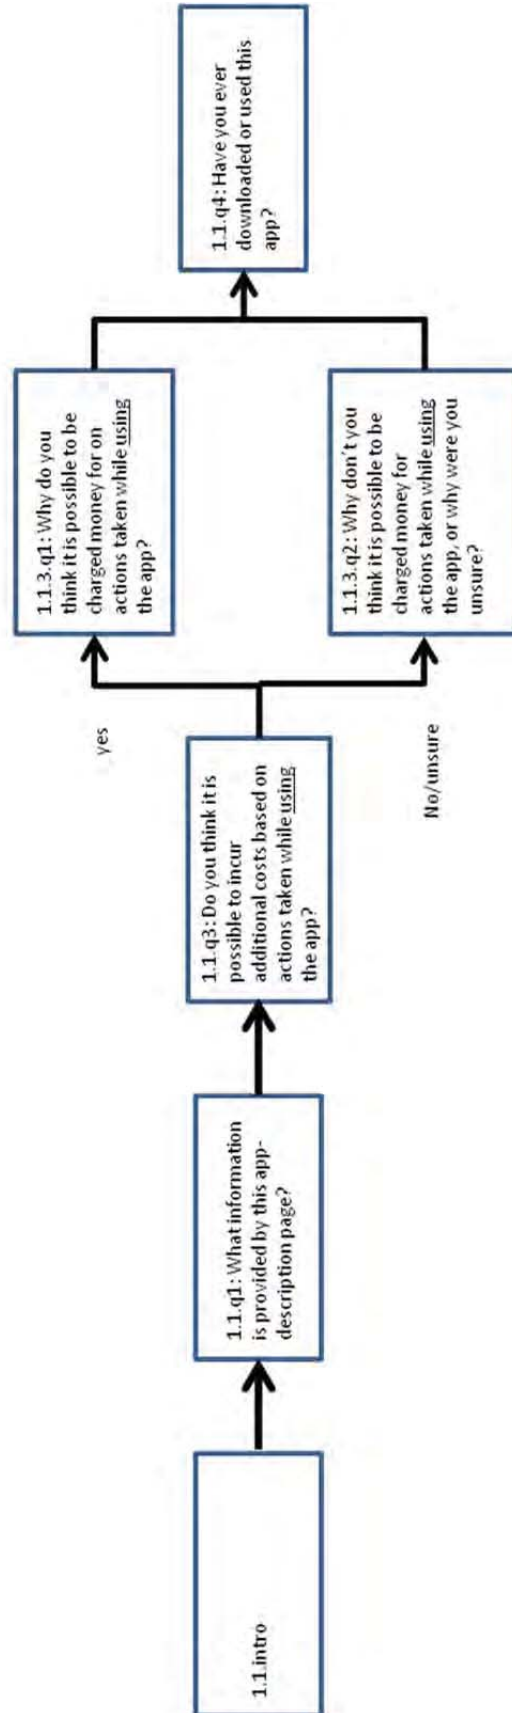 1.1.intro
1.1.q1: What information
is provided by this app-
description page?
1.1.q3: Do you think it is
possible to incur
additional costs based on
actions taken while using
the app?
yes
1.1.3.q1: Why do you
think it is possible to be
charged money for on
actions taken while using
the app?
No/unsure
1.1.3.q2: Why don't you
think it is possible to be
charged money for
actions taken while using
the app, or why were you
unsure?
1.1.q4: Have you ever
downloaded or used this
app?